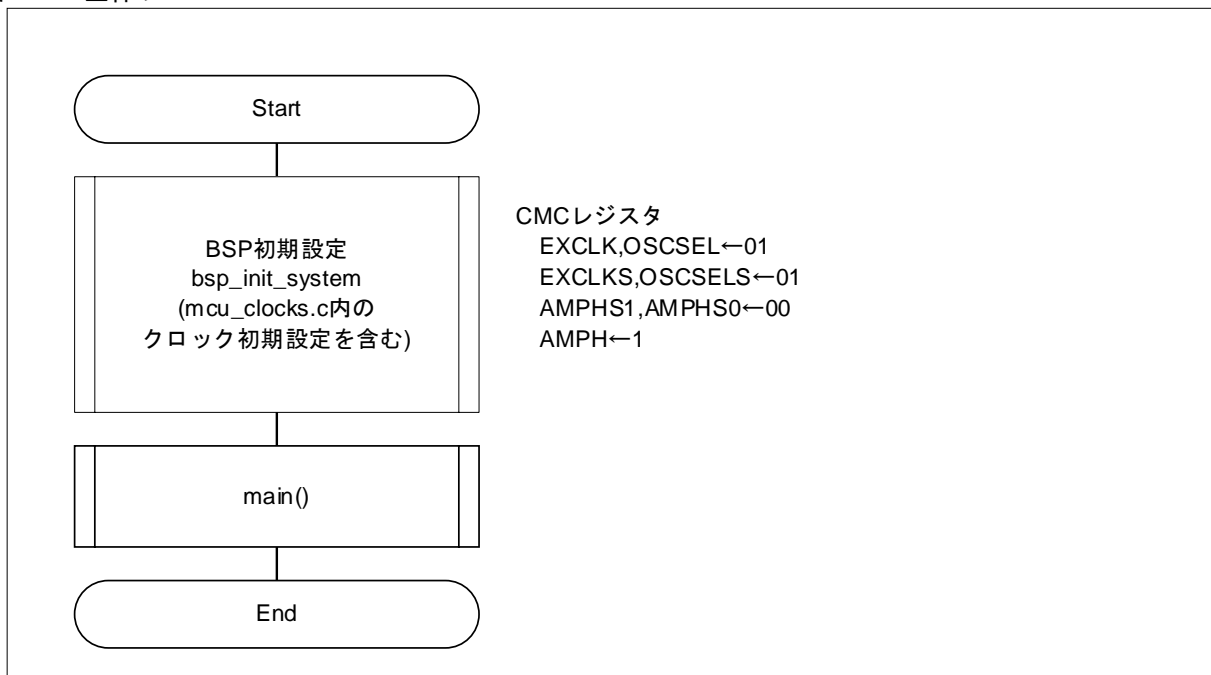 Start
BSP初期設定
bsp_init_system
(mcu_clocks.c内の
クロック初期設定を含む)
CMCレジスタ
EXCLK,OSCSEL←01
EXCLKS,OSCSELS←01
AMPHS1,AMPHS0←00
AMPH←1
main()
End